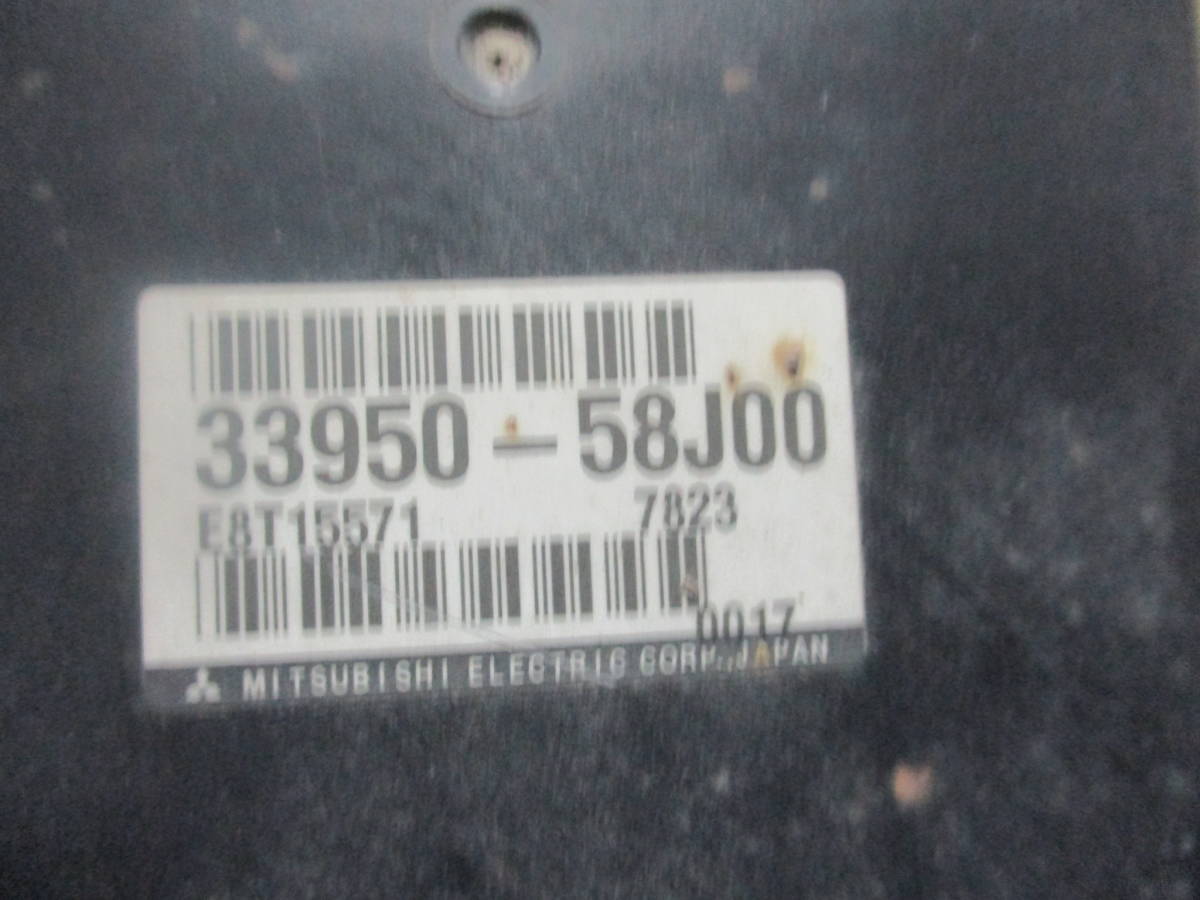 33950-58J00
E8T15571 7823
0017
MITSUBISHI ELECTRIC CORP., JAPAN